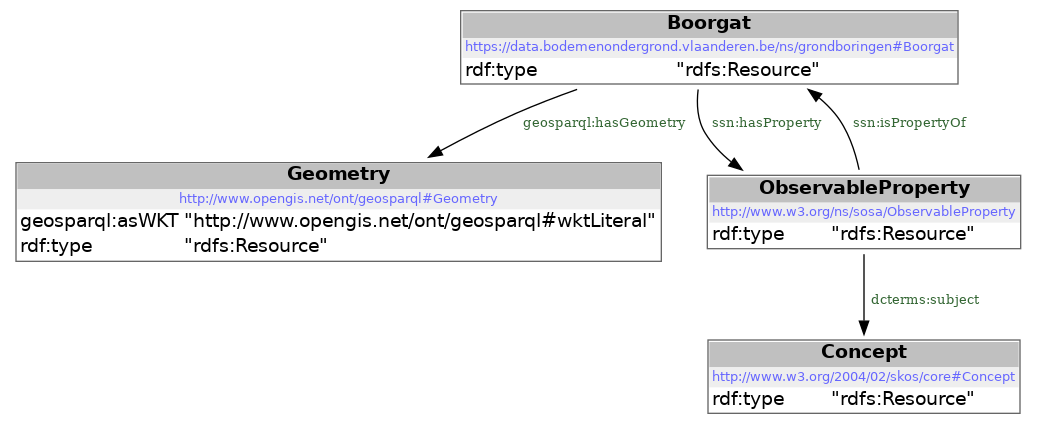 Boorgat
https://data.bodemenondergrond.vlaanderen.be/ns/grondboringen#Boorgat
rdf:type "rdfs:Resource"
geosparql:hasGeometry ssn:hasProperty ssn:isPropertyOf
Geometry
http://www.opengis.net/ont/geosparql#Geometry
geosparql:asWKT "http://www.opengis.net/ont/geosparql#wktLiteral"
rdf:type "rdfs:Resource"
ObservableProperty
http://www.w3.org/ns/sosa/ObservableProperty
rdf:type "rdfs:Resource"
dcterms:subject
Concept
http://www.w3.org/2004/02/skos/core#Concept
rdf:type "rdfs:Resource"